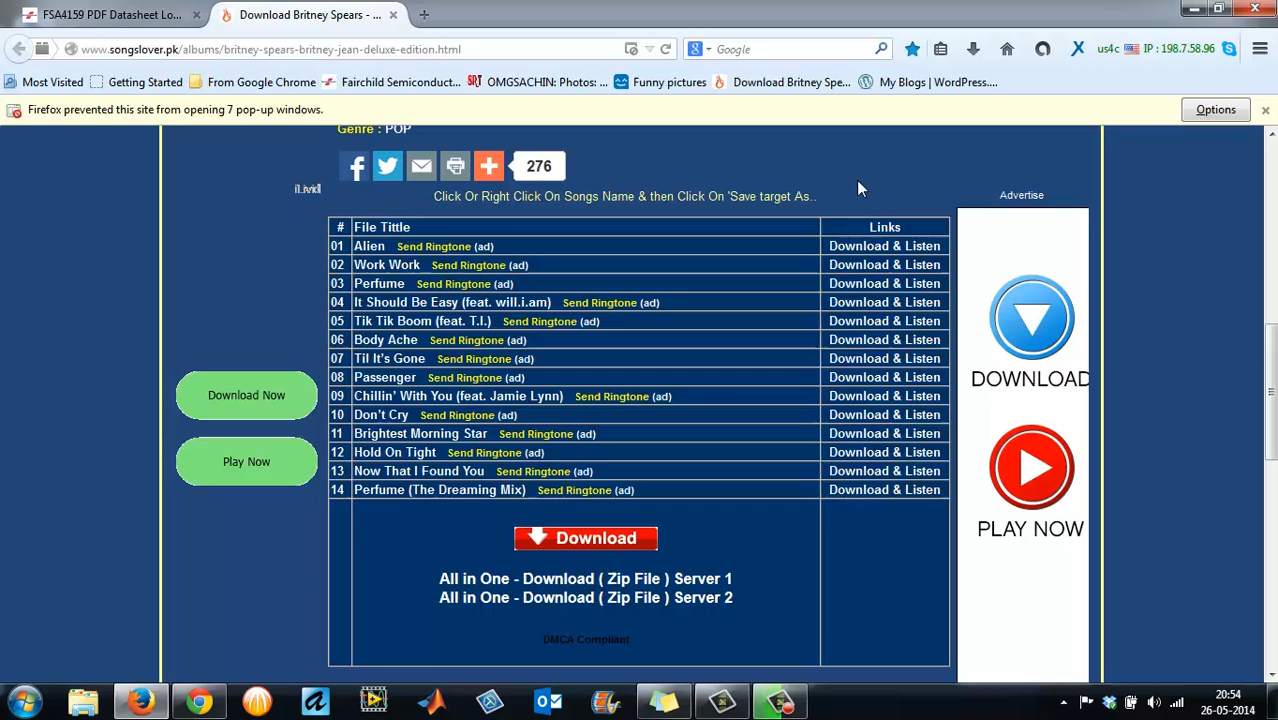 FSA4159 PDF Datasheet Lo...
Download Britney Spears - ...
www.songslover.pk/albums/britney-spears-britney-jean-deluxe-edition.html
Google
us4c
IP : 198.7.58.96
Most Visited
Getting Started
From Google Chrome
Fairchild Semiconduct...
SRT OMGSACHIN: Photos: ...
Funny pictures
Download Britney Spe...
My Blogs | WordPress....
Firefox prevented this site from opening 7 pop-up windows.
Options
Genre : POP
276
Click Or Right Click On Songs Name & then Click On 'Save target As..
Advertise
# File Tittle Links
01 Alien Send Ringtone (ad) Download & Listen
02 Work Work Send Ringtone (ad) Download & Listen
03 Perfume Send Ringtone (ad) Download & Listen
04 It Should Be Easy (feat. will.i.am) Send Ringtone (ad) Download & Listen
05 Tik Tik Boom (feat. T.I.) Send Ringtone (ad) Download & Listen
06 Body Ache Send Ringtone (ad) Download & Listen
07 Til It's Gone Send Ringtone (ad) Download & Listen
08 Passenger Send Ringtone (ad) Download & Listen
09 Chillin' With You (feat. Jamie Lynn) Send Ringtone (ad) Download & Listen
10 Don't Cry Send Ringtone (ad) Download & Listen
11 Brightest Morning Star Send Ringtone (ad) Download & Listen
12 Hold On Tight Send Ringtone (ad) Download & Listen
13 Now That I Found You Send Ringtone (ad) Download & Listen
14 Perfume (The Dreaming Mix) Send Ringtone (ad) Download & Listen
Download Now
Play Now
DOWNLOAD
PLAY NOW
Download
All in One - Download ( Zip File ) Server 1
All in One - Download ( Zip File ) Server 2
DMCA Compliant
20:54
26-05-2014